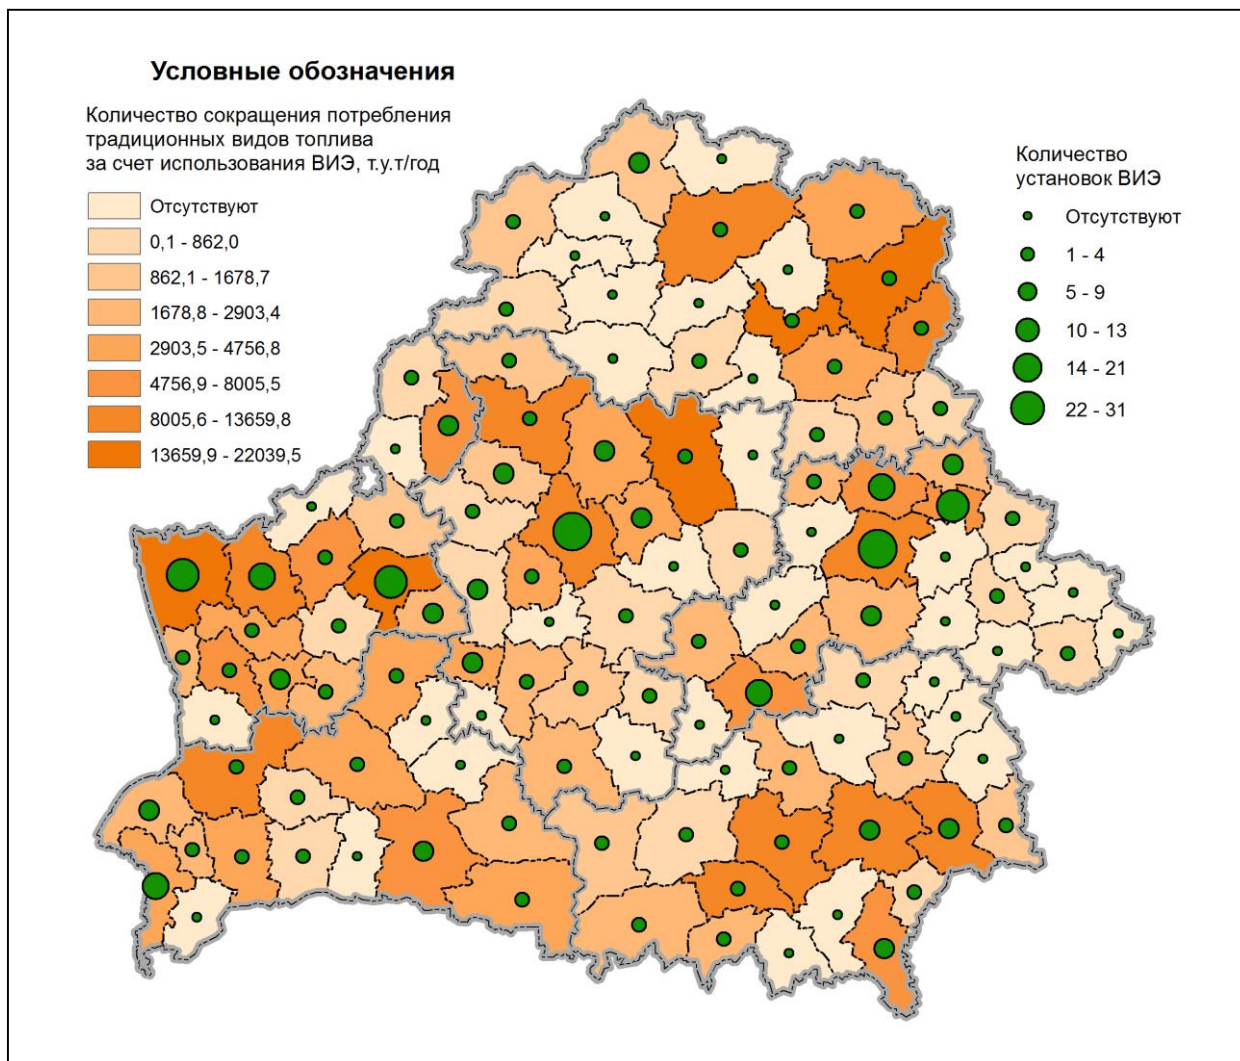 Условные обозначения
Количество сокращения потребления
традиционных видов топлива
за счет использования ВИЭ, т.у.т/год
Отсутствуют
0,1 - 862,0
862,1 - 1678,7
1678,8 - 2903,4
2903,5 - 4756,8
4756,9 - 8005,5
8005,6 - 13659,8
13659,9 - 22039,5
Количество
установок ВИЭ
Отсутствуют
1 - 4
5 - 9
10 - 13
14 - 21
22 - 31